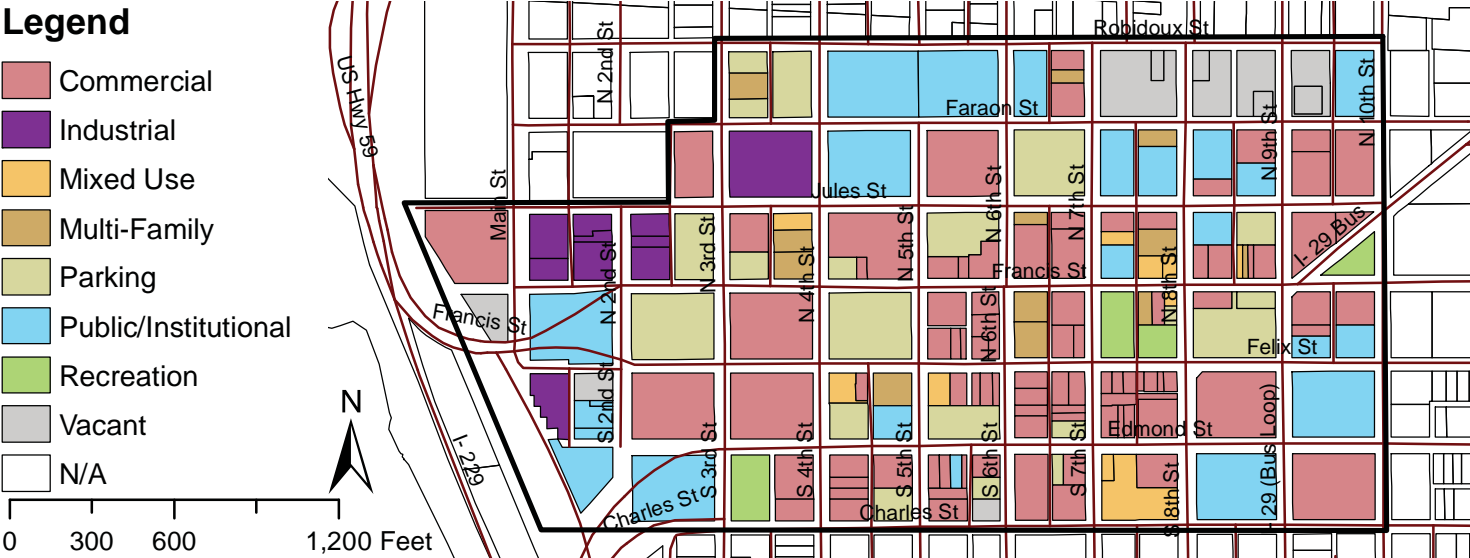 Legend
Commercial
Industrial
Mixed Use
Multi-Family
Parking
Public/Institutional
Recreation
Vacant
N/A
0 300 600 1,200 Feet
N
US Hwy 59
I- 229
Main St
N 2nd St
N 2nd St
S 2nd St
N 3rd St
S 3rd St
N 4th St
S 4th St
N 5th St
S 5th St
N 6th St
N 6th St
S 6th St
N 7th St
S 7th St
N 8th St
N 8th St
S 8th St
N 9th St
N 10th St
I- 29 Bus
I- 29 (Bus Loop)
Robidoux St
Faraon St
Jules St
Francis St
Francis St
Felix St
Edmond St
Charles St
Charles St